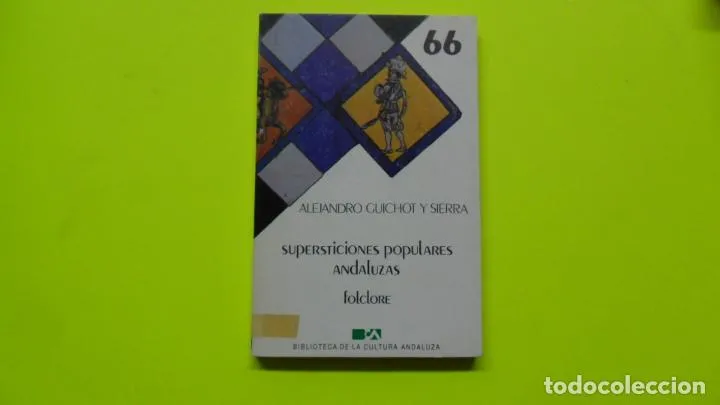 66
ALEJANDRO GUICHOT Y SIERRA
SUPERSTICIONES POPULARES
ANDALUZAS
folclore
BIBLIOTECA DE LA CULTURA ANDALUZA
todocoleccion